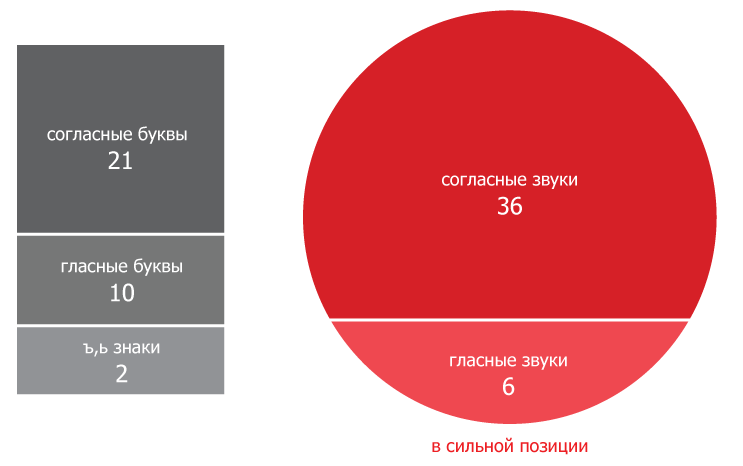 согласные буквы
21
гласные буквы
10
ъ,ь знаки
2
согласные звуки
36
гласные звуки
6
в сильной позиции